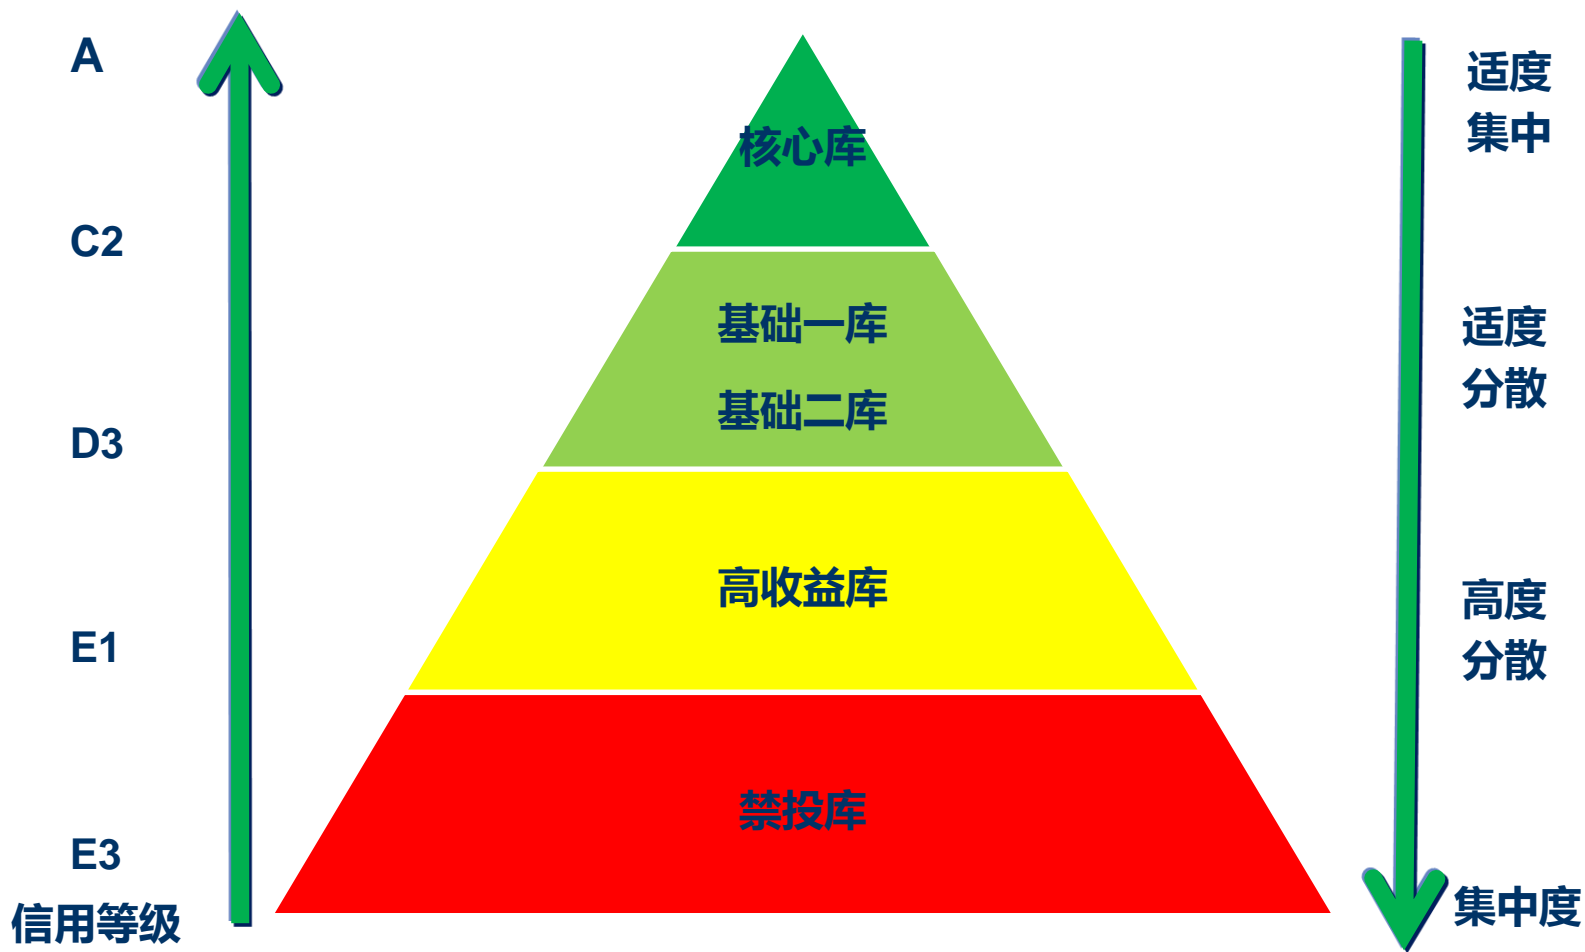 A
C2
D3
E1
E3
信用等级
核心库
基础一库
基础二库
高收益库
禁投库
适度
集中
适度
分散
高度
分散
集中度